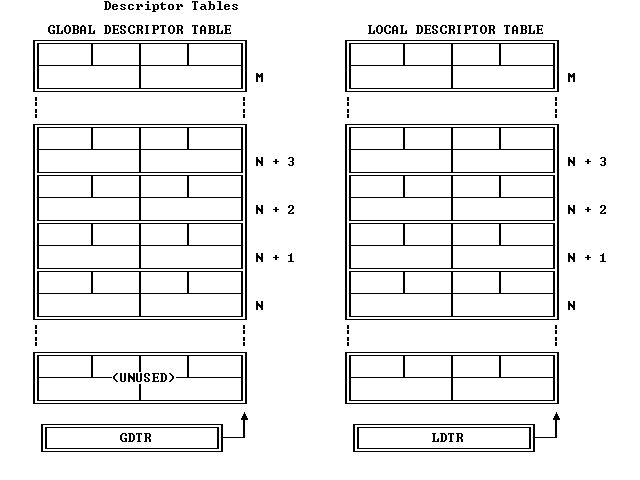 Descriptor Tables
GLOBAL DESCRIPTOR TABLE
M
N + 3
N + 2
N + 1
N
(UNUSED)
GDTR
LOCAL DESCRIPTOR TABLE
M
N + 3
N + 2
N + 1
N
LDTR